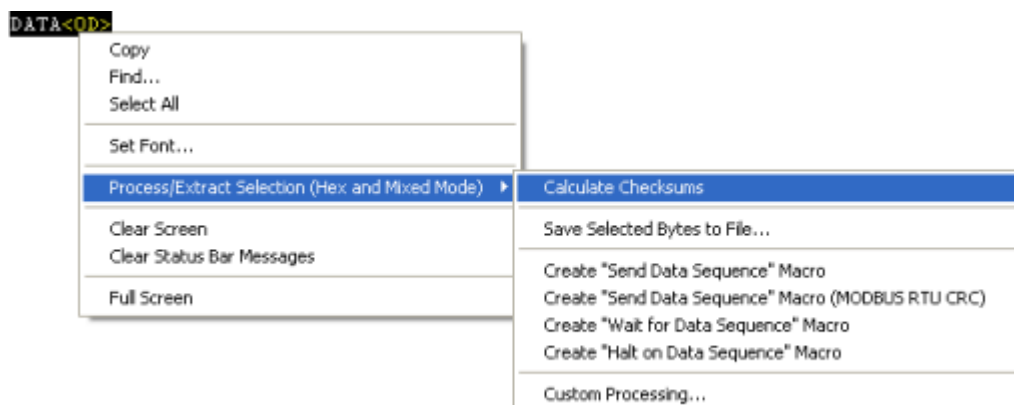 DATA<OD>
Copy
Find...
Select All
Set Font...
Process/Extract Selection (Hex and Mixed Mode)
Clear Screen
Clear Status Bar Messages
Full Screen
Calculate Checksums
Save Selected Bytes to File...
Create "Send Data Sequence" Macro
Create "Send Data Sequence" Macro (MODBUS RTU CRC)
Create "Wait for Data Sequence" Macro
Create "Halt on Data Sequence" Macro
Custom Processing...